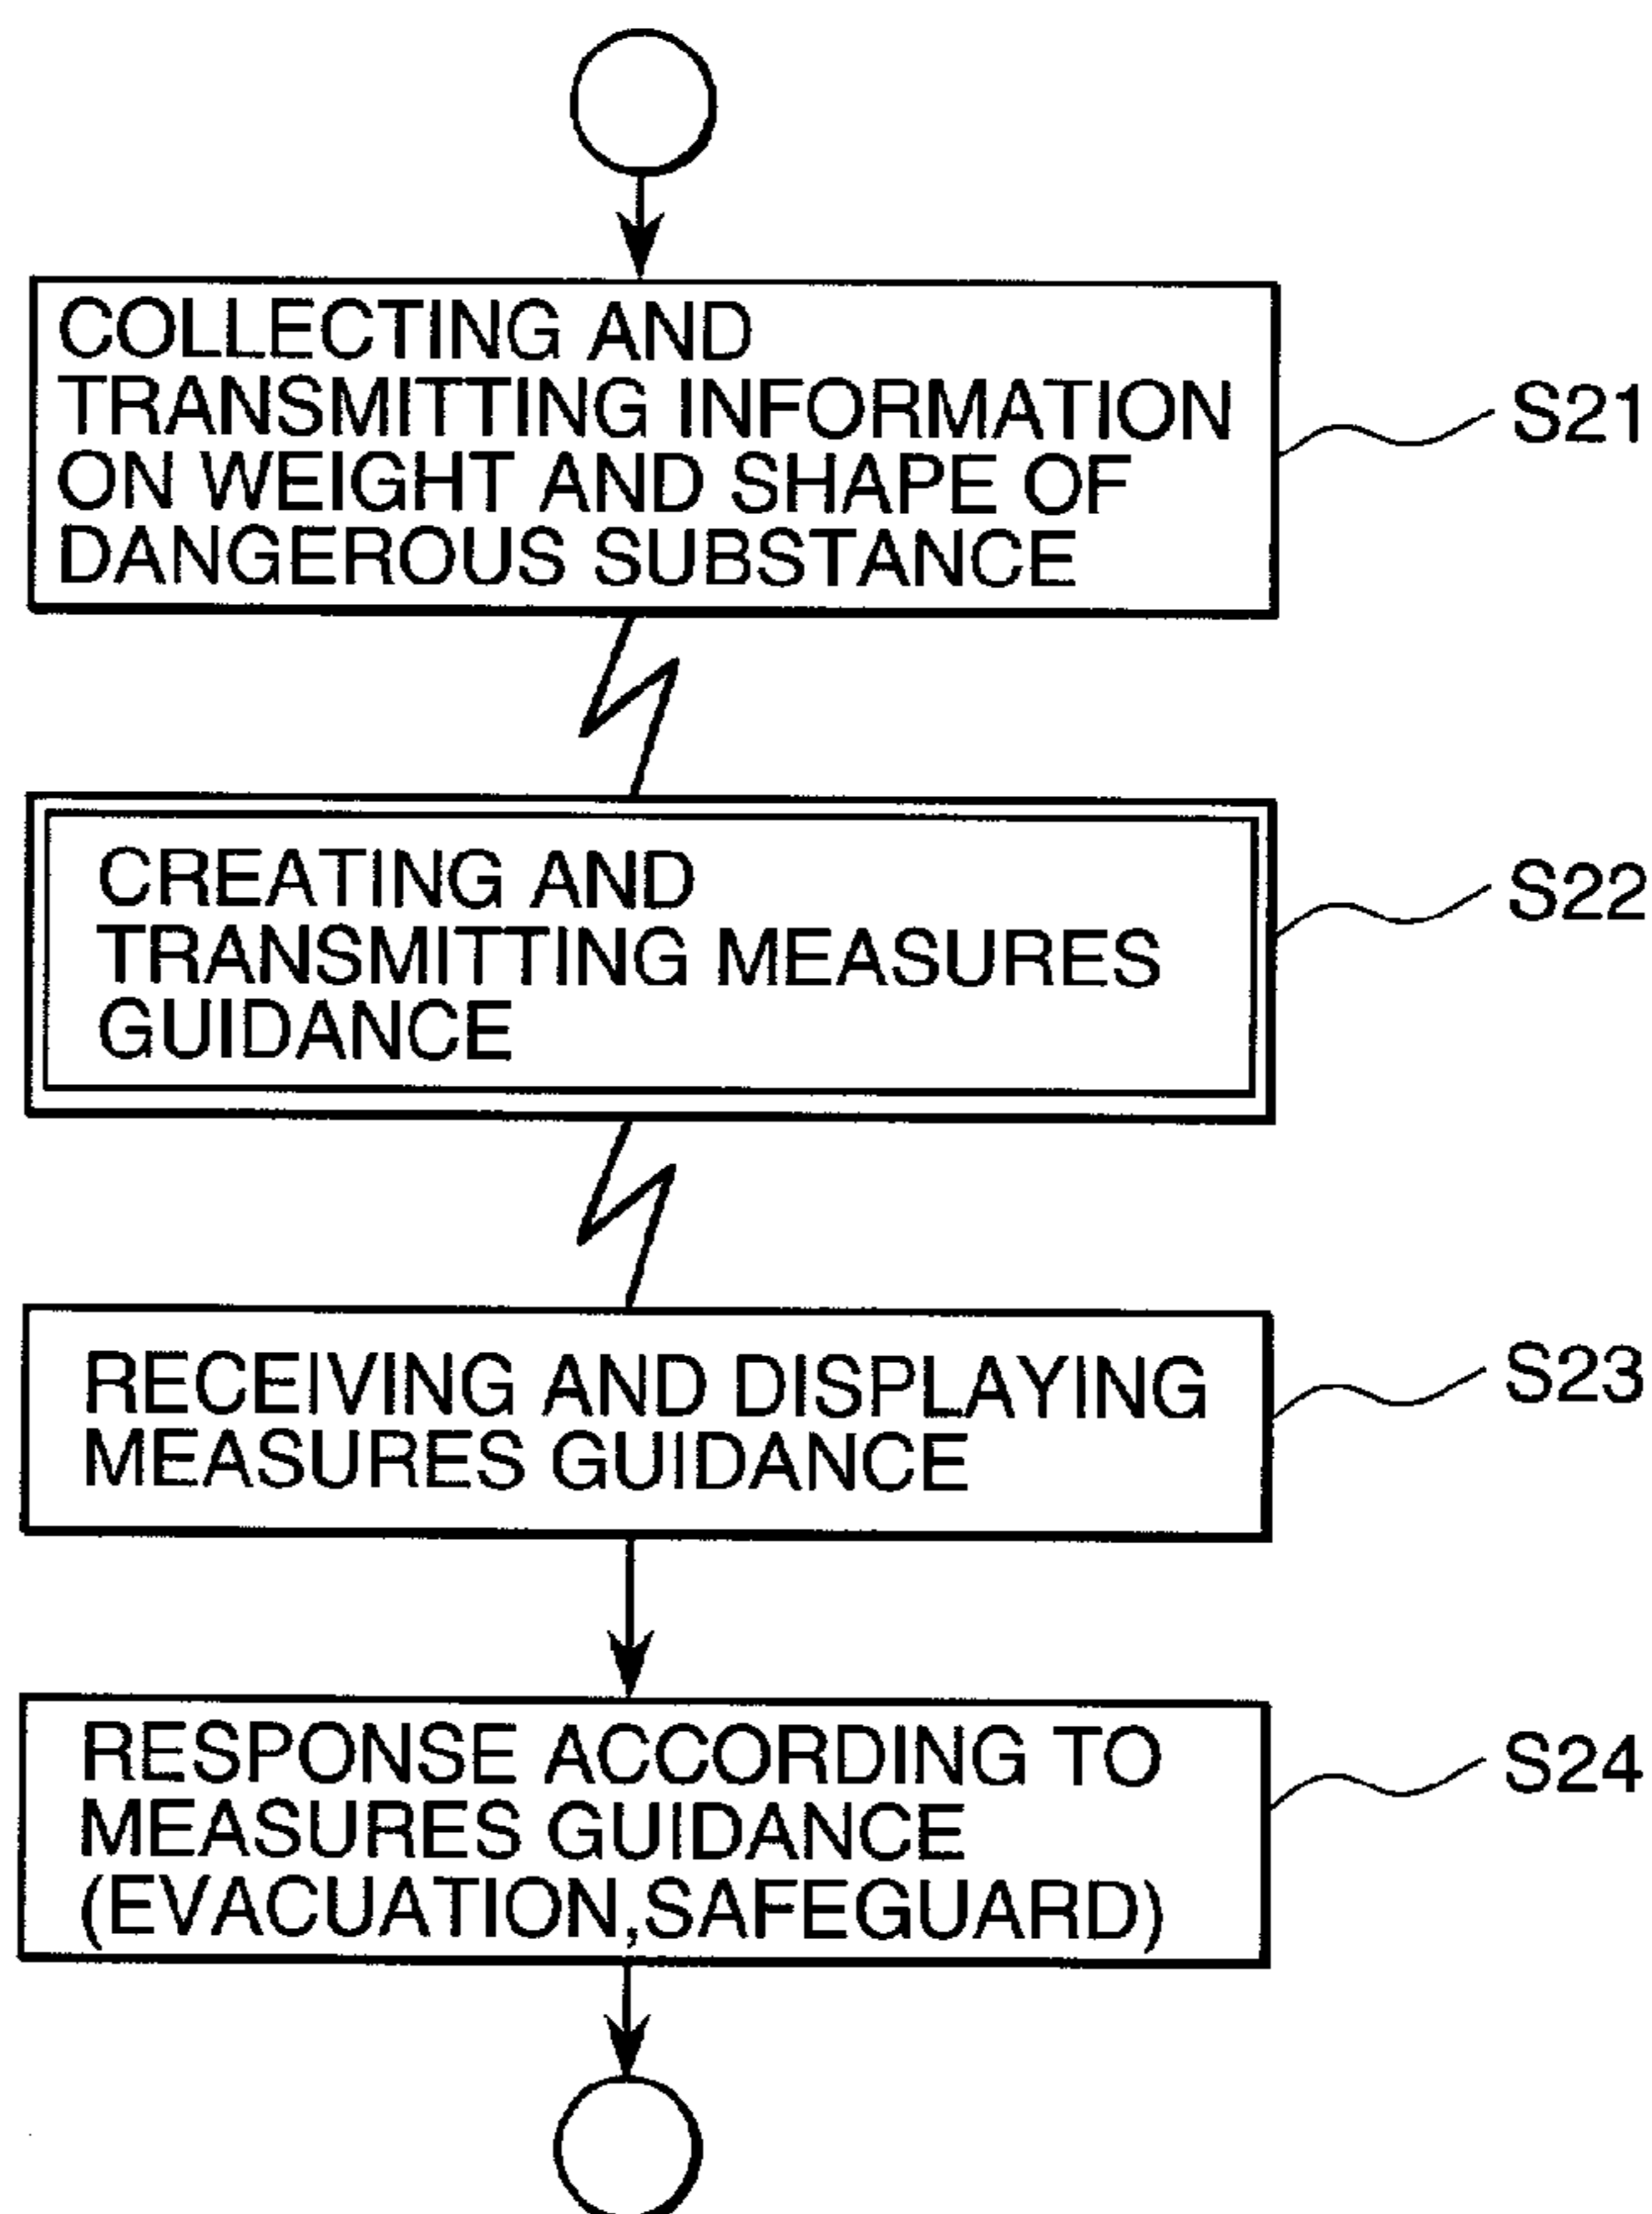 COLLECTING AND
TRANSMITTING INFORMATION
ON WEIGHT AND SHAPE OF
DANGEROUS SUBSTANCE
S21
CREATING AND
TRANSMITTING MEASURES
GUIDANCE
S22
RECEIVING AND DISPLAYING
MEASURES GUIDANCE
S23
RESPONSE ACCORDING TO
MEASURES GUIDANCE
(EVACUATION,SAFEGUARD)
S24